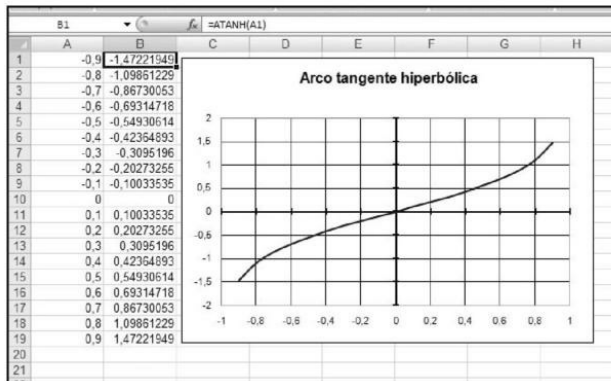 B1 fx =ATANH(A1)
A B C D E F G H
1 -0,9 -1,47221949
2 -0,8 -1,09861229
3 -0,7 -0,86730053
4 -0,6 -0,69314718
5 -0,5 -0,54930614
6 -0,4 -0,42364893
7 -0,3 -0,3095196
8 -0,2 -0,20273255
9 -0,1 -0,10033535
10 0 0
11 0,1 0,10033535
12 0,2 0,20273255
13 0,3 0,3095196
14 0,4 0,42364893
15 0,5 0,54930614
16 0,6 0,69314718
17 0,7 0,86730053
18 0,8 1,09861229
19 0,9 1,47221949
20
21
Arco tangente hiperbólica
2
1,5
1
0,5
0
-0,5
-1
-1,5
-2
-1 -0,8 -0,6 -0,4 -0,2 0 0,2 0,4 0,6 0,8 1